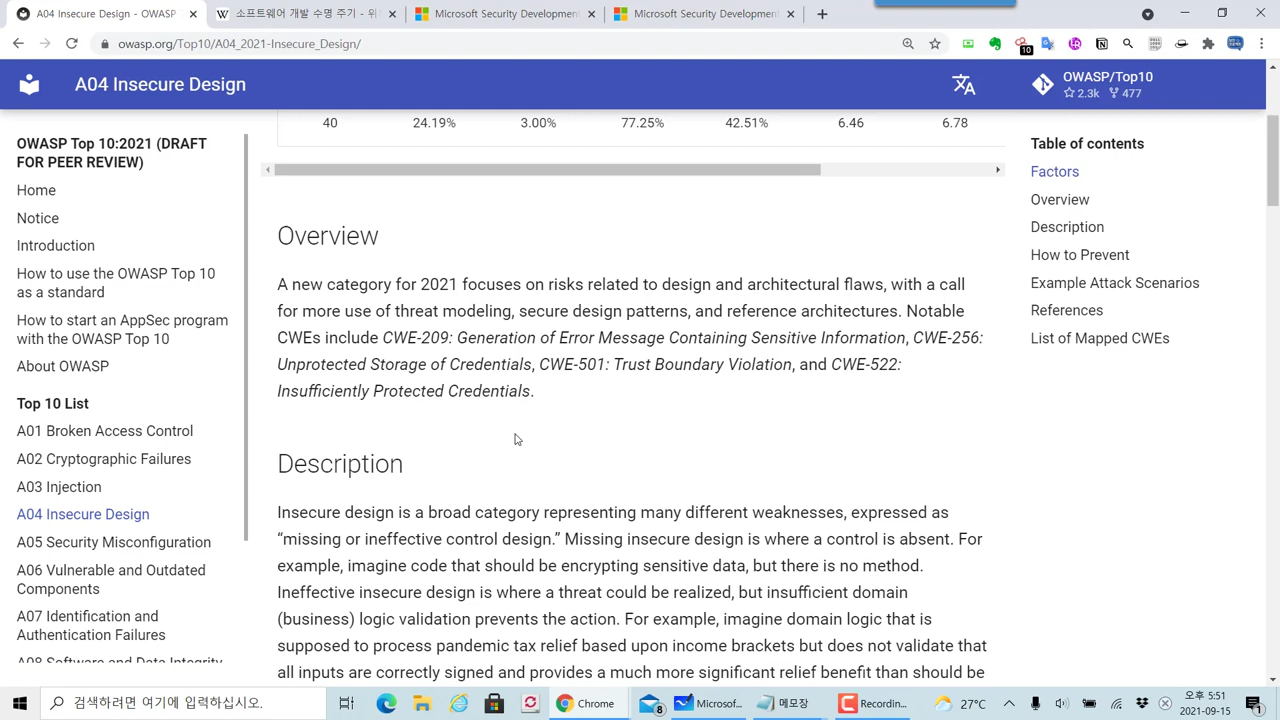 A04 Insecure Design - OWASP
소프트웨어 개발 수명 주기 - 위
Microsoft Security Developmen
Microsoft Security Developmen
owasp.org/Top10/A04_2021-Insecure_Design/
10
A04 Insecure Design
OWASP/Top10
2.3k 477
OWASP Top 10:2021 (DRAFT
FOR PEER REVIEW)
Home
Notice
Introduction
How to use the OWASP Top 10
as a standard
How to start an AppSec program
with the OWASP Top 10
About OWASP
Top 10 List
A01 Broken Access Control
A02 Cryptographic Failures
A03 Injection
A04 Insecure Design
A05 Security Misconfiguration
A06 Vulnerable and Outdated
Components
A07 Identification and
Authentication Failures
A08 Software and Data Integrity
40 24.19% 3.00% 77.25% 42.51% 6.46 6.78
Overview
A new category for 2021 focuses on risks related to design and architectural flaws, with a call
for more use of threat modeling, secure design patterns, and reference architectures. Notable
CWEs include CWE-209: Generation of Error Message Containing Sensitive Information, CWE-256:
Unprotected Storage of Credentials, CWE-501: Trust Boundary Violation, and CWE-522:
Insufficiently Protected Credentials.
Description
Insecure design is a broad category representing many different weaknesses, expressed as
“missing or ineffective control design.” Missing insecure design is where a control is absent. For
example, imagine code that should be encrypting sensitive data, but there is no method.
Ineffective insecure design is where a threat could be realized, but insufficient domain
(business) logic validation prevents the action. For example, imagine domain logic that is
supposed to process pandemic tax relief based upon income brackets but does not validate that
all inputs are correctly signed and provides a much more significant relief benefit than should be
Table of contents
Factors
Overview
Description
How to Prevent
Example Attack Scenarios
References
List of Mapped CWEs
검색하려면 여기에 입력하십시오.
Chrome
8
Microsof...
메모장
Recordin...
27°C
오후 5:51
2021-09-15
1